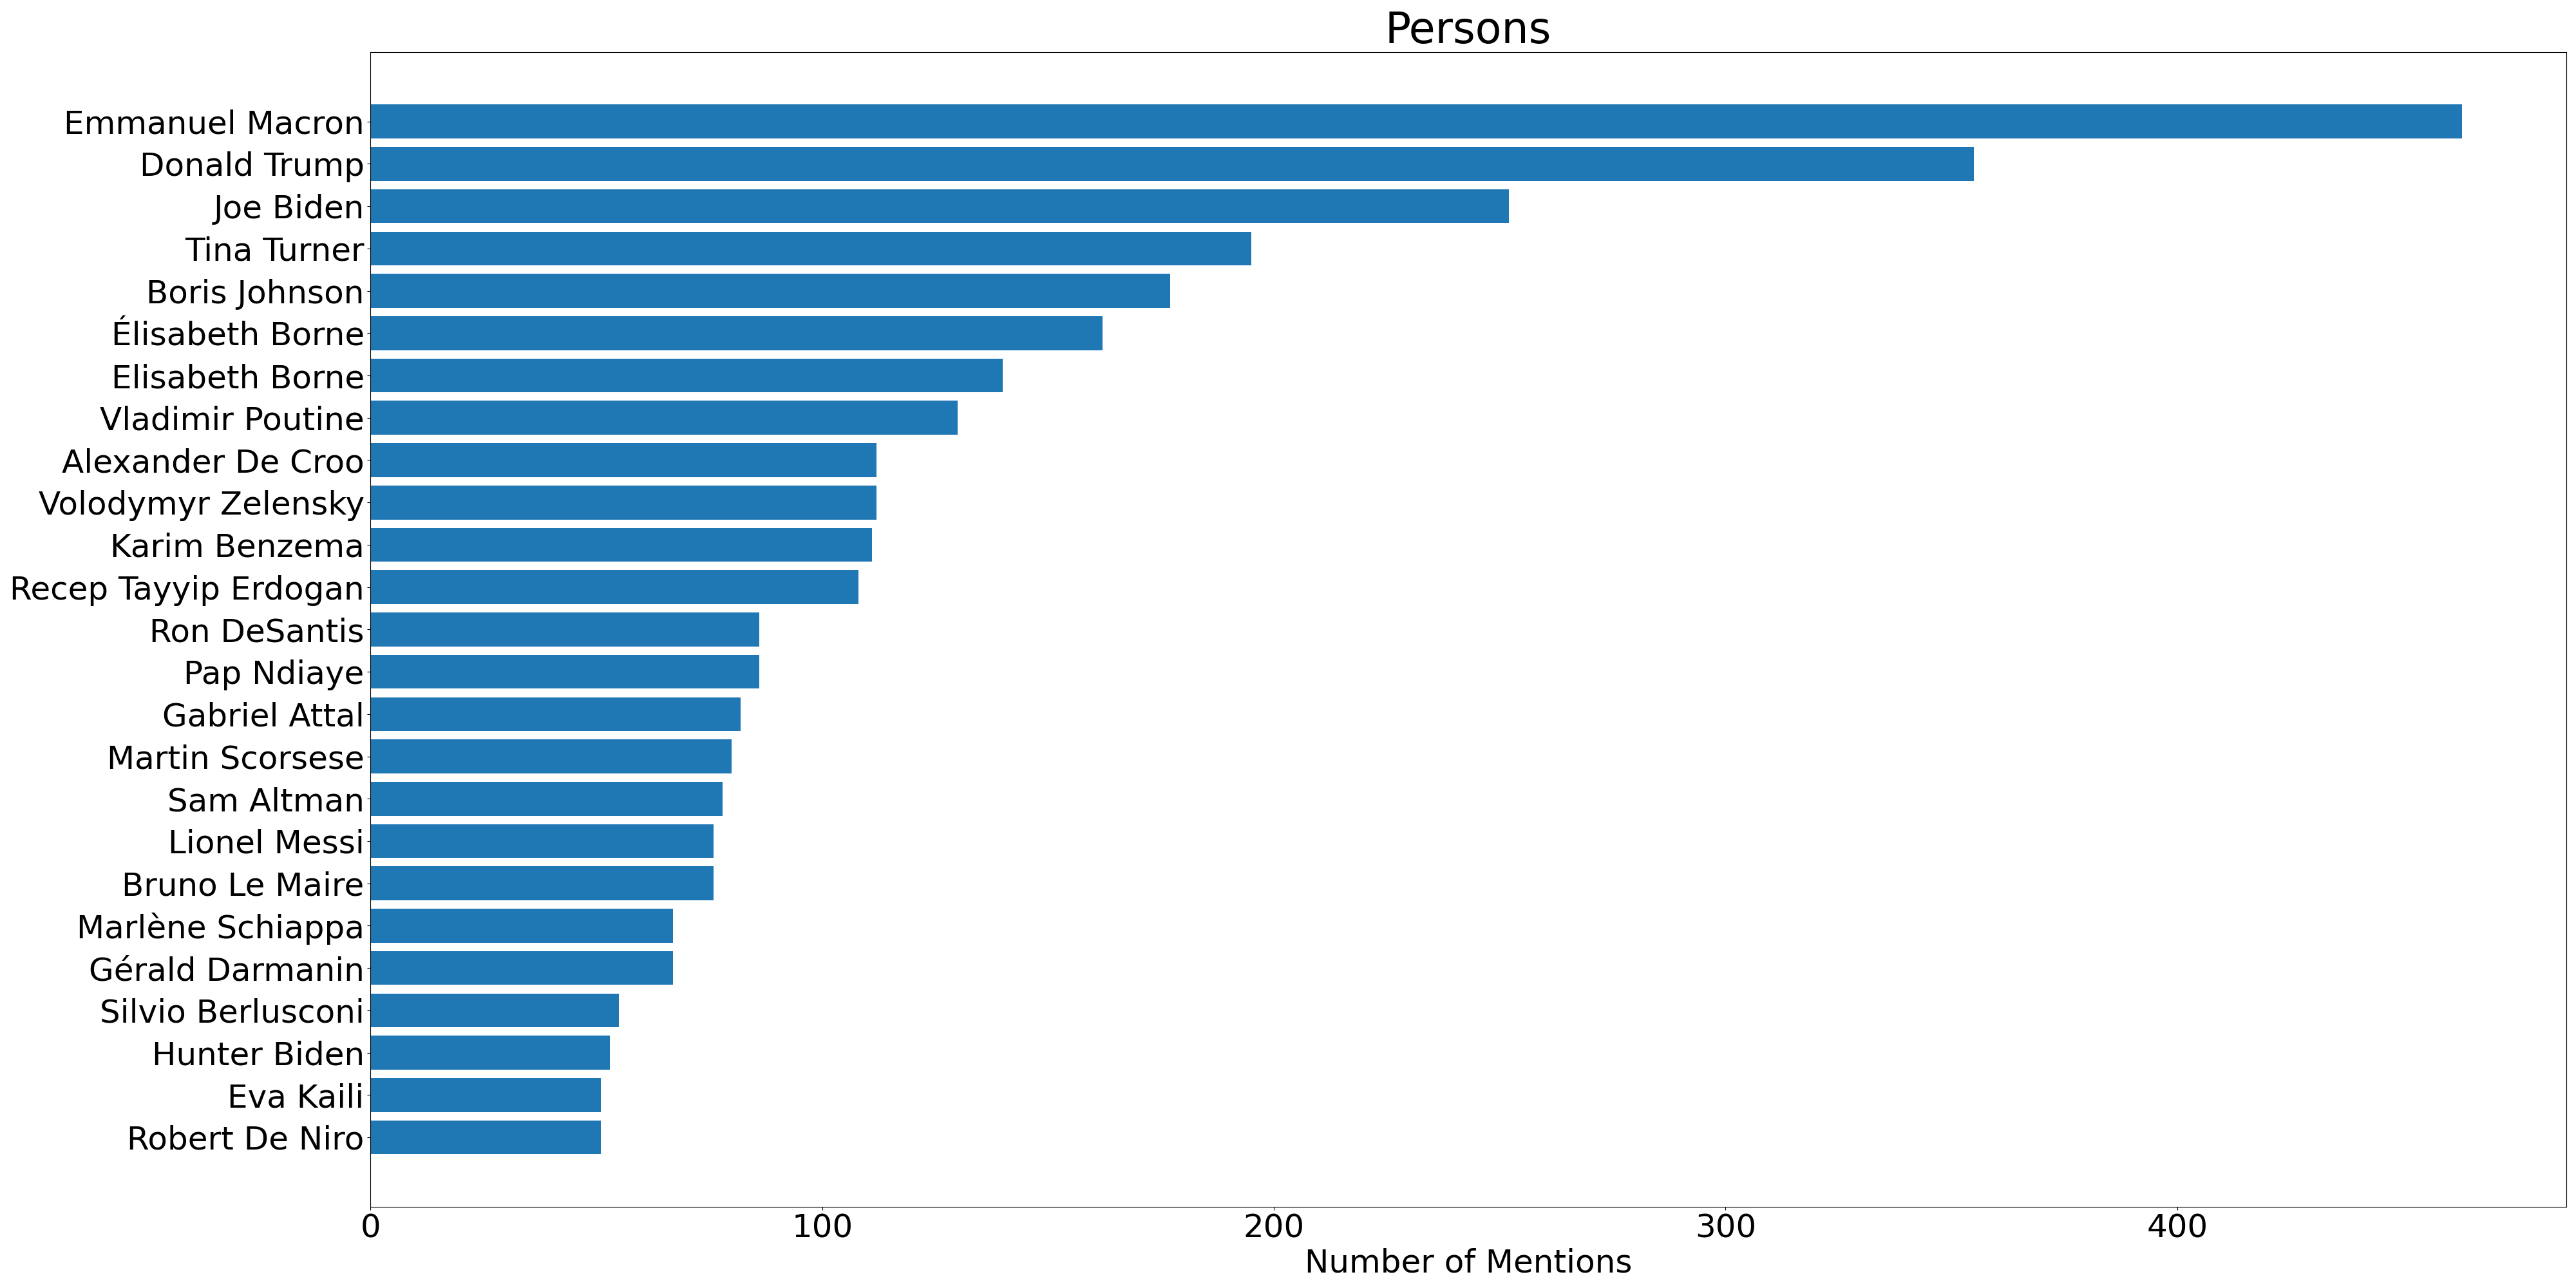 Persons
Emmanuel Macron
Donald Trump
Joe Biden
Tina Turner
Boris Johnson
Élisabeth Borne
Elisabeth Borne
Vladimir Poutine
Alexander De Croo
Volodymyr Zelensky
Karim Benzema
Recep Tayyip Erdogan
Ron DeSantis
Pap Ndiaye
Gabriel Attal
Martin Scorsese
Sam Altman
Lionel Messi
Bruno Le Maire
Marlène Schiappa
Gérald Darmanin
Silvio Berlusconi
Hunter Biden
Eva Kaili
Robert De Niro
0 100 200 300 400
Number of Mentions